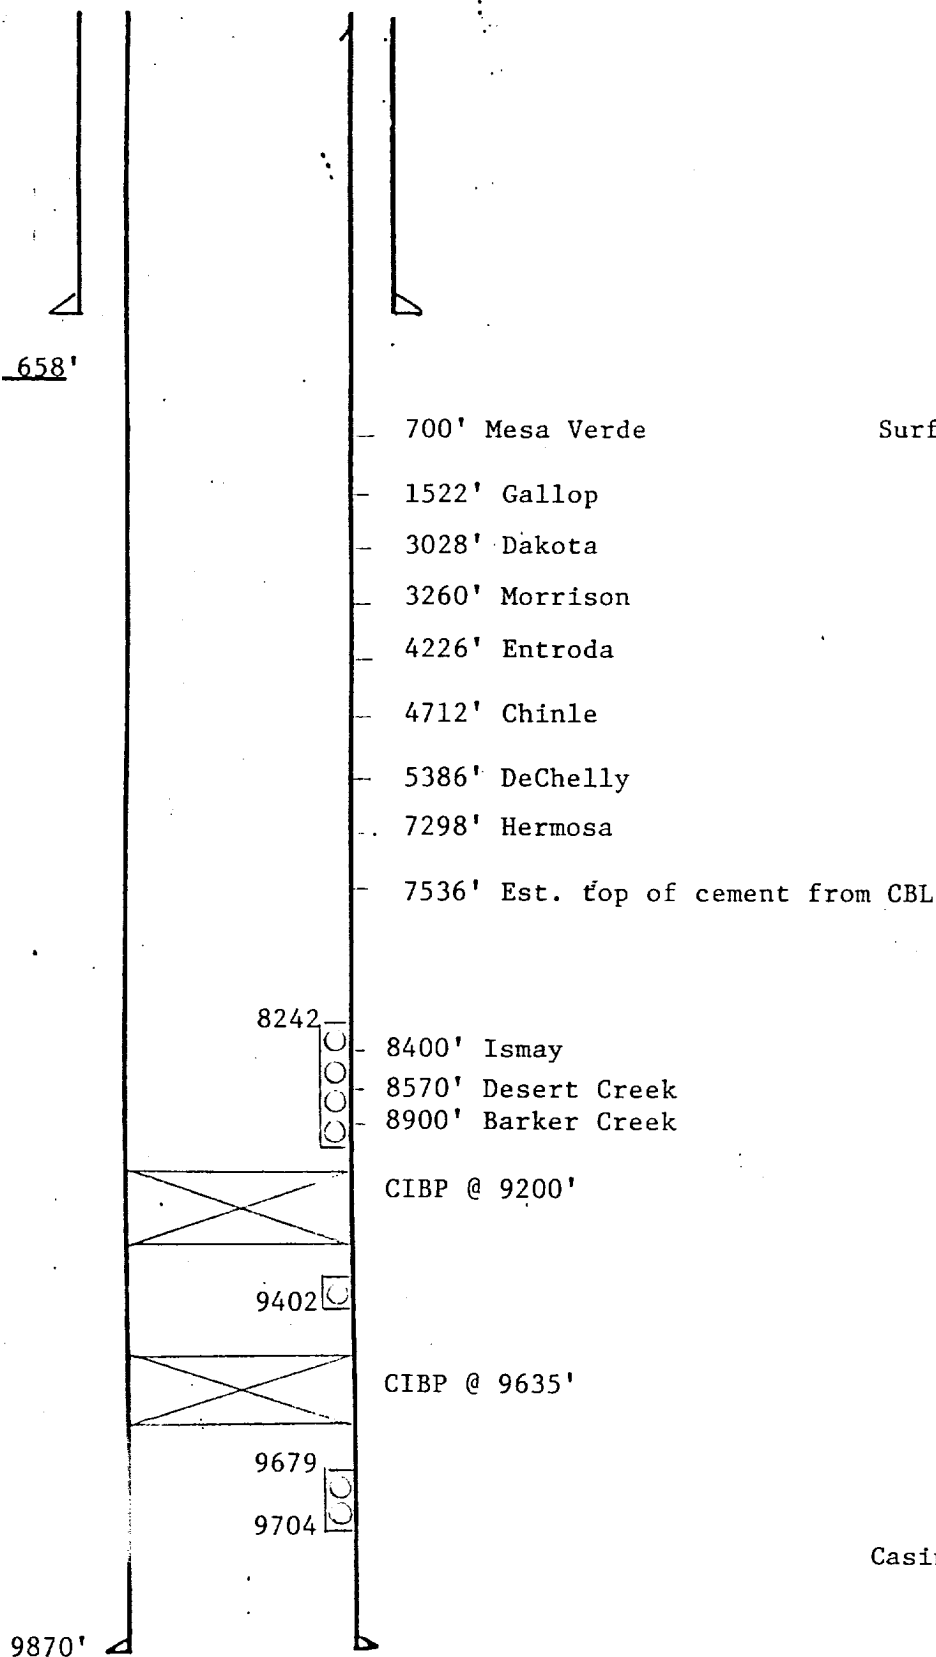 658'
700' Mesa Verde Surf
1522' Gallop
3028' Dakota
3260' Morrison
4226' Entroda
4712' Chinle
5386' DeChelly
7298' Hermosa
7536' Est. top of cement from CBL
8242
8400' Ismay
8570' Desert Creek
8900' Barker Creek
CIBP @ 9200'
9402
CIBP @ 9635'
9679
9704
Casin
9870'